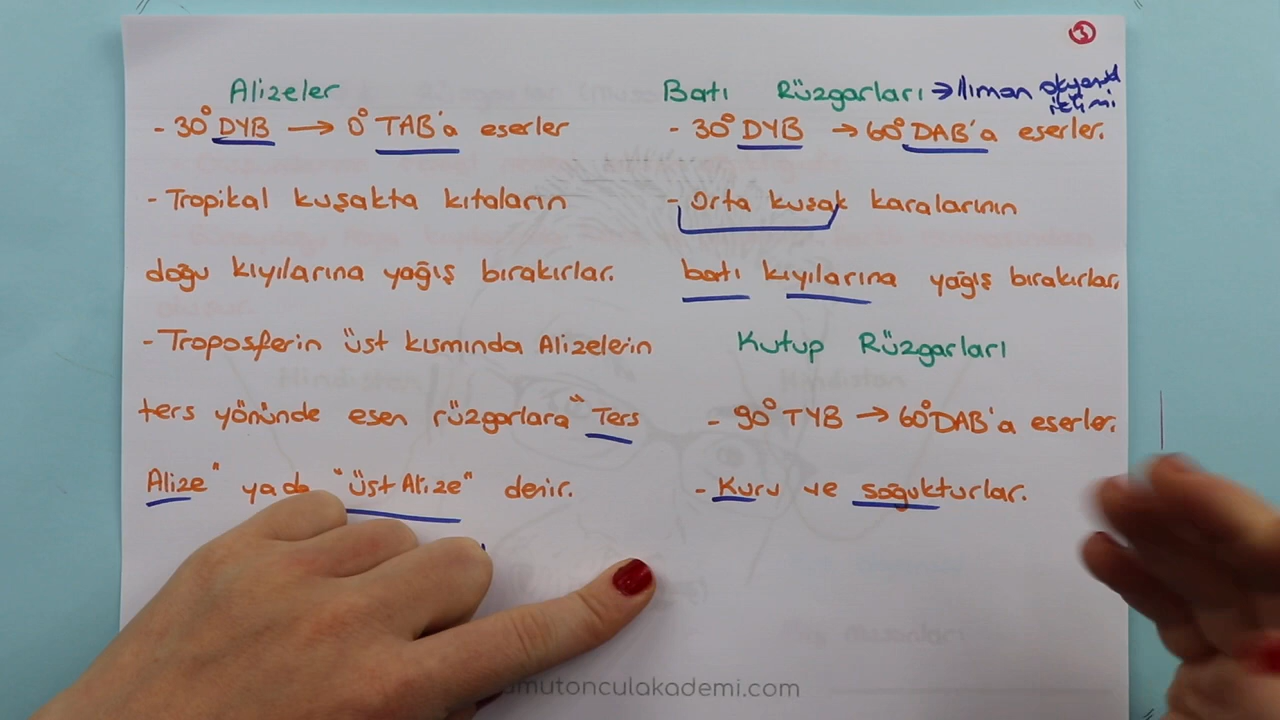 3
Alizeler
- 30° DYB → 0° TAB'a eserler
- Tropikal kuşakta kıtaların
doğu kıyılarına yağış bırakırlar.
- Troposferin üst kısmında Alizelerin
ters yönünde esen rüzgarlara "Ters
Alize" ya da "üst Alize" denir.
Batı Rüzgarları → Ilıman okyanus iklimi
- 30° DYB → 60° DAB'a eserler.
- Orta kuşak karalarının
batı kıyılarına yağış bırakırlar.
Kutup Rüzgarları
- 90° TYB → 60° DAB'a eserler.
- Kuru ve soğukturlar.
Hindistan